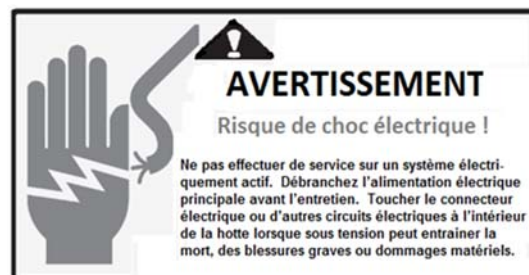 AVERTISSEMENT
Risque de choc électrique !
Ne pas effectuer de service sur un système électri-
quement actif. Débranchez l'alimentation électrique
principale avant l'entretien. Toucher le connecteur
électrique ou d'autres circuits électriques à l'intérieur
de la hotte lorsque sous tension peut entrainer la
mort, des blessures graves ou dommages matériels.